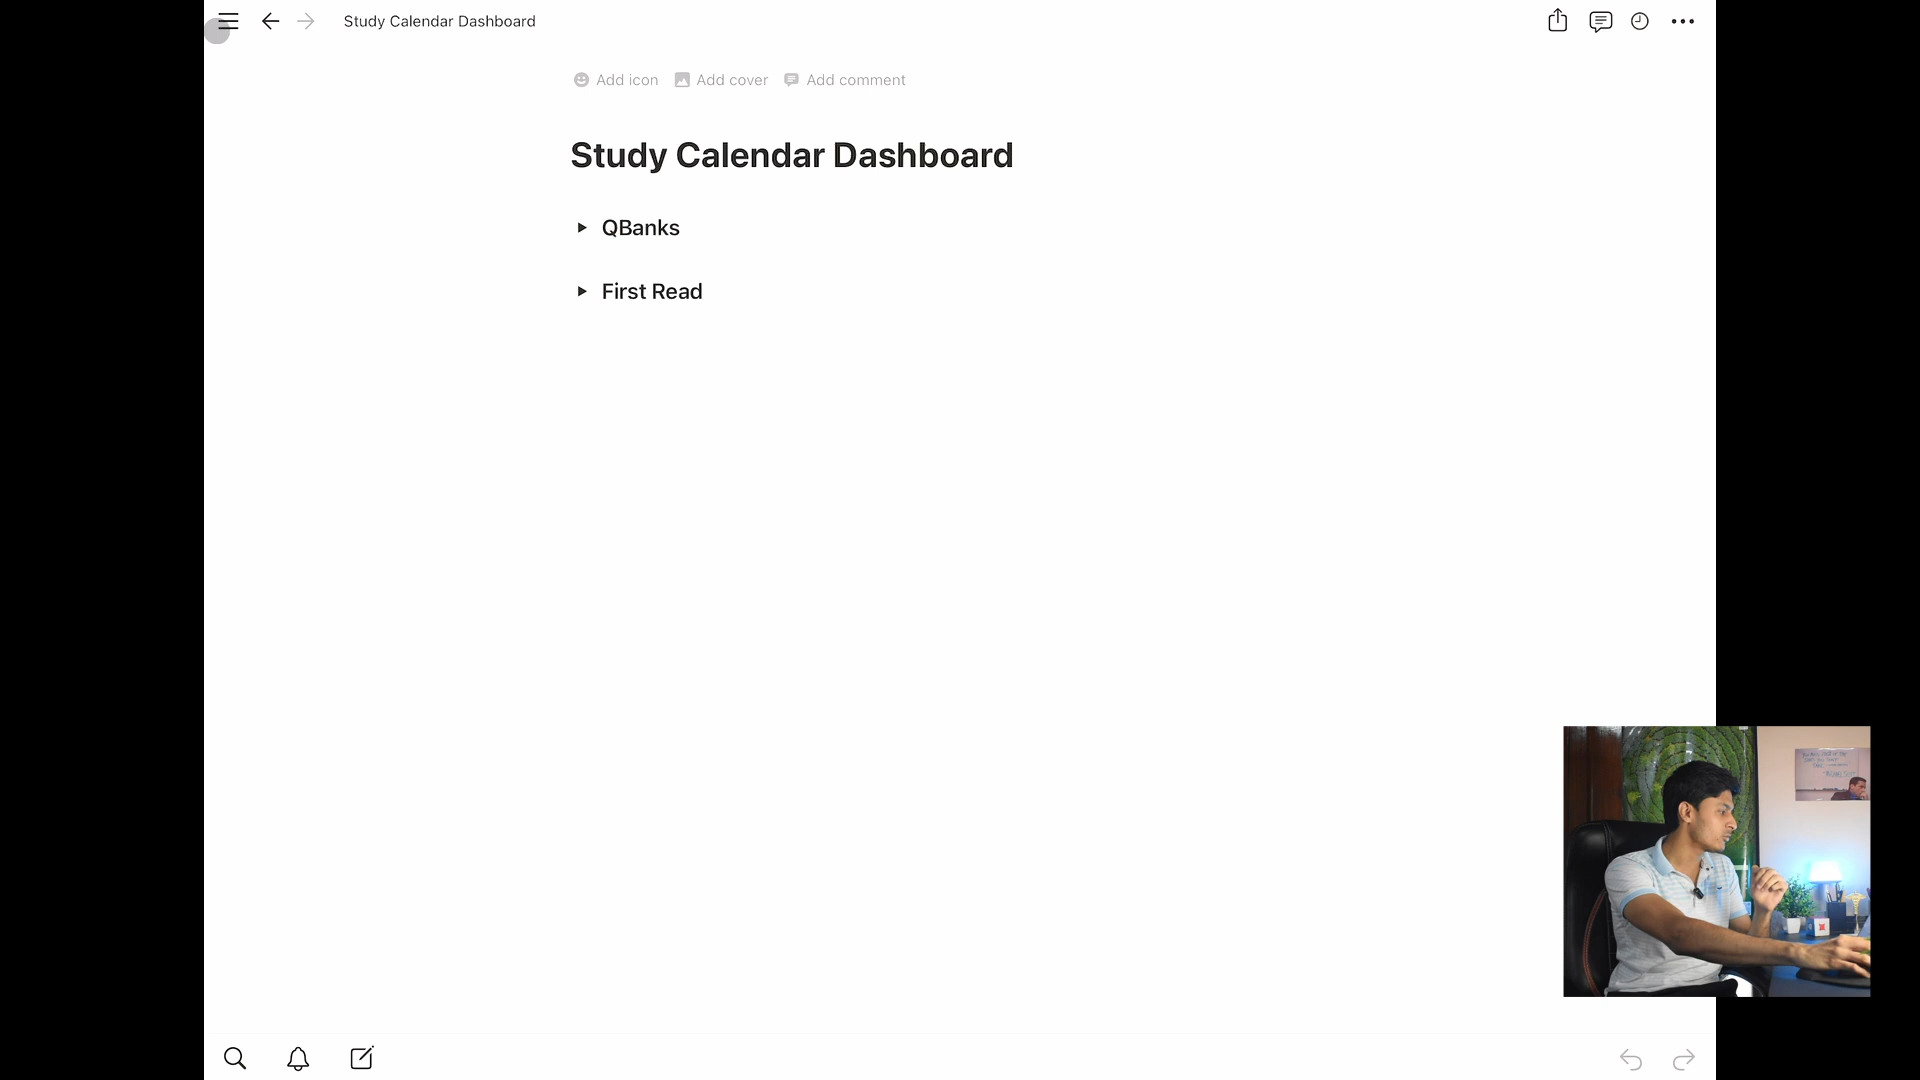 Study Calendar Dashboard
Add icon Add cover Add comment
Study Calendar Dashboard
QBanks
First Read